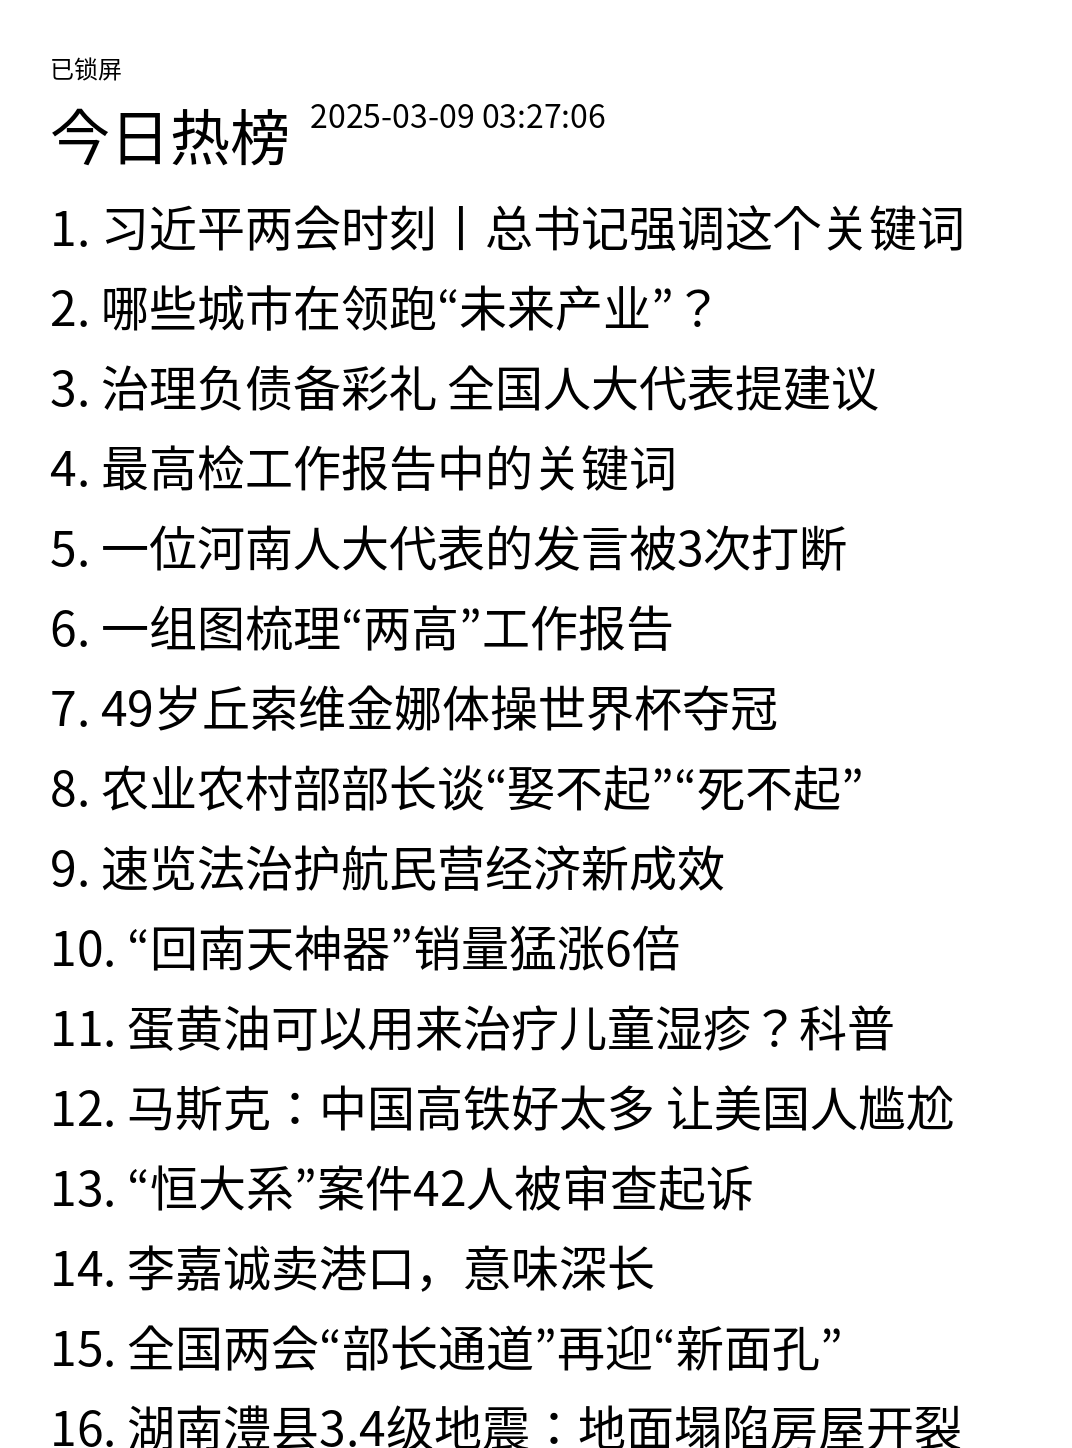 已锁屏
今日热榜 2025-03-09 03:27:06
1. 习近平两会时刻丨总书记强调这个关键词
2. 哪些城市在领跑“未来产业”？
3. 治理负债备彩礼 全国人大代表提建议
4. 最高检工作报告中的关键词
5. 一位河南人大代表的发言被3次打断
6. 一组图梳理“两高”工作报告
7. 49岁丘索维金娜体操世界杯夺冠
8. 农业农村部部长谈“娶不起”“死不起”
9. 速览法治护航民营经济新成效
10. “回南天神器”销量猛涨6倍
11. 蛋黄油可以用来治疗儿童湿疹？科普
12. 马斯克：中国高铁好太多 让美国人尴尬
13. “恒大系”案件42人被审查起诉
14. 李嘉诚卖港口，意味深长
15. 全国两会“部长通道”再迎“新面孔”
16. 湖南澧县3.4级地震：地面塌陷房屋开裂